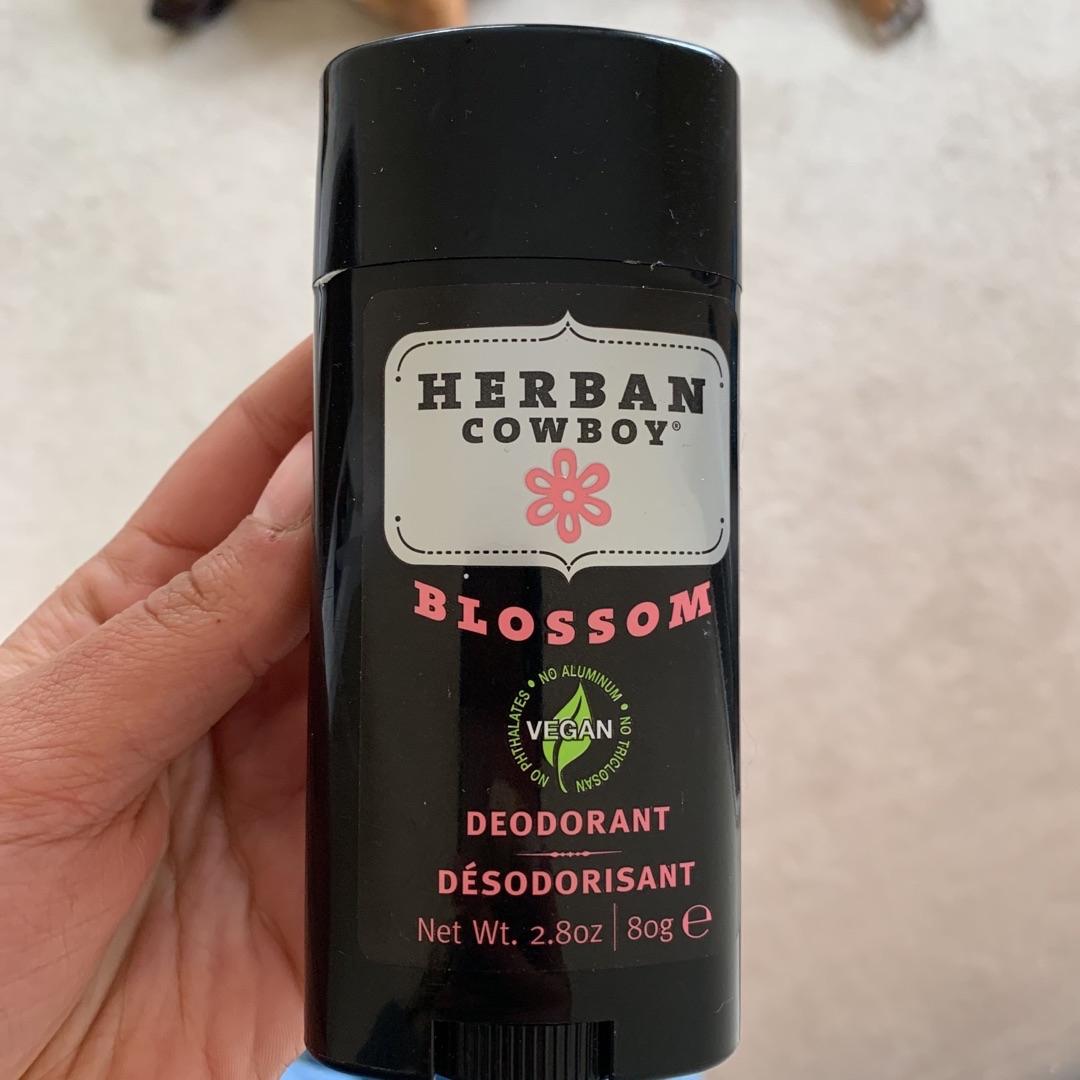 HERBAN
COWBOY®
BLOSSOM
NO PHTHALATES • NO ALUMINUM • NO TRICLOSAN
VEGAN
DEODORANT
DÉSODORISANT
Net Wt. 2.8oz | 80g ℮